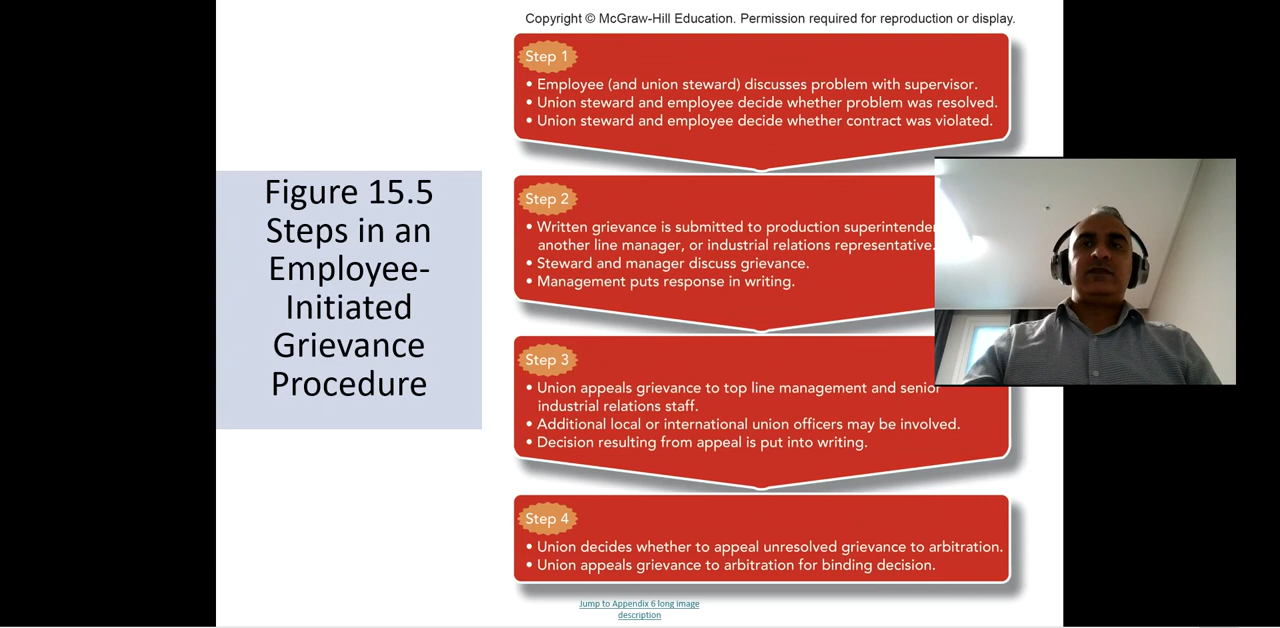 Copyright © McGraw-Hill Education. Permission required for reproduction or display.
Figure 15.5
Steps in an
Employee-
Initiated
Grievance
Procedure
Step 1
• Employee (and union steward) discusses problem with supervisor.
• Union steward and employee decide whether problem was resolved.
• Union steward and employee decide whether contract was violated.
Step 2
• Written grievance is submitted to production
another line manager, or industrial relations representative.
• Steward and manager discuss grievance.
• Management puts response in writing.
Step 3
• Union appeals grievance to top line management and senior
industrial relations staff.
• Additional local or international union officers may be involved.
• Decision resulting from appeal is put into writing.
Step 4
• Union decides whether to appeal unresolved grievance to arbitration.
• Union appeals grievance to arbitration for binding decision.
Jump to Appendix 6 long image
description